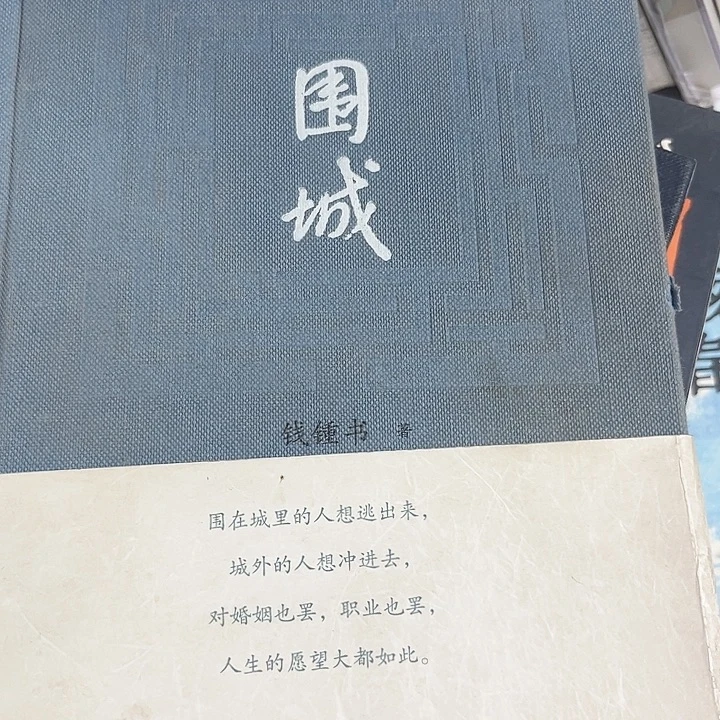 围
城
钱锺书 著
围在城里的人想逃出来，
城外的人想冲进去，
对婚姻也罢，职业也罢，
人生的愿望大都如此。